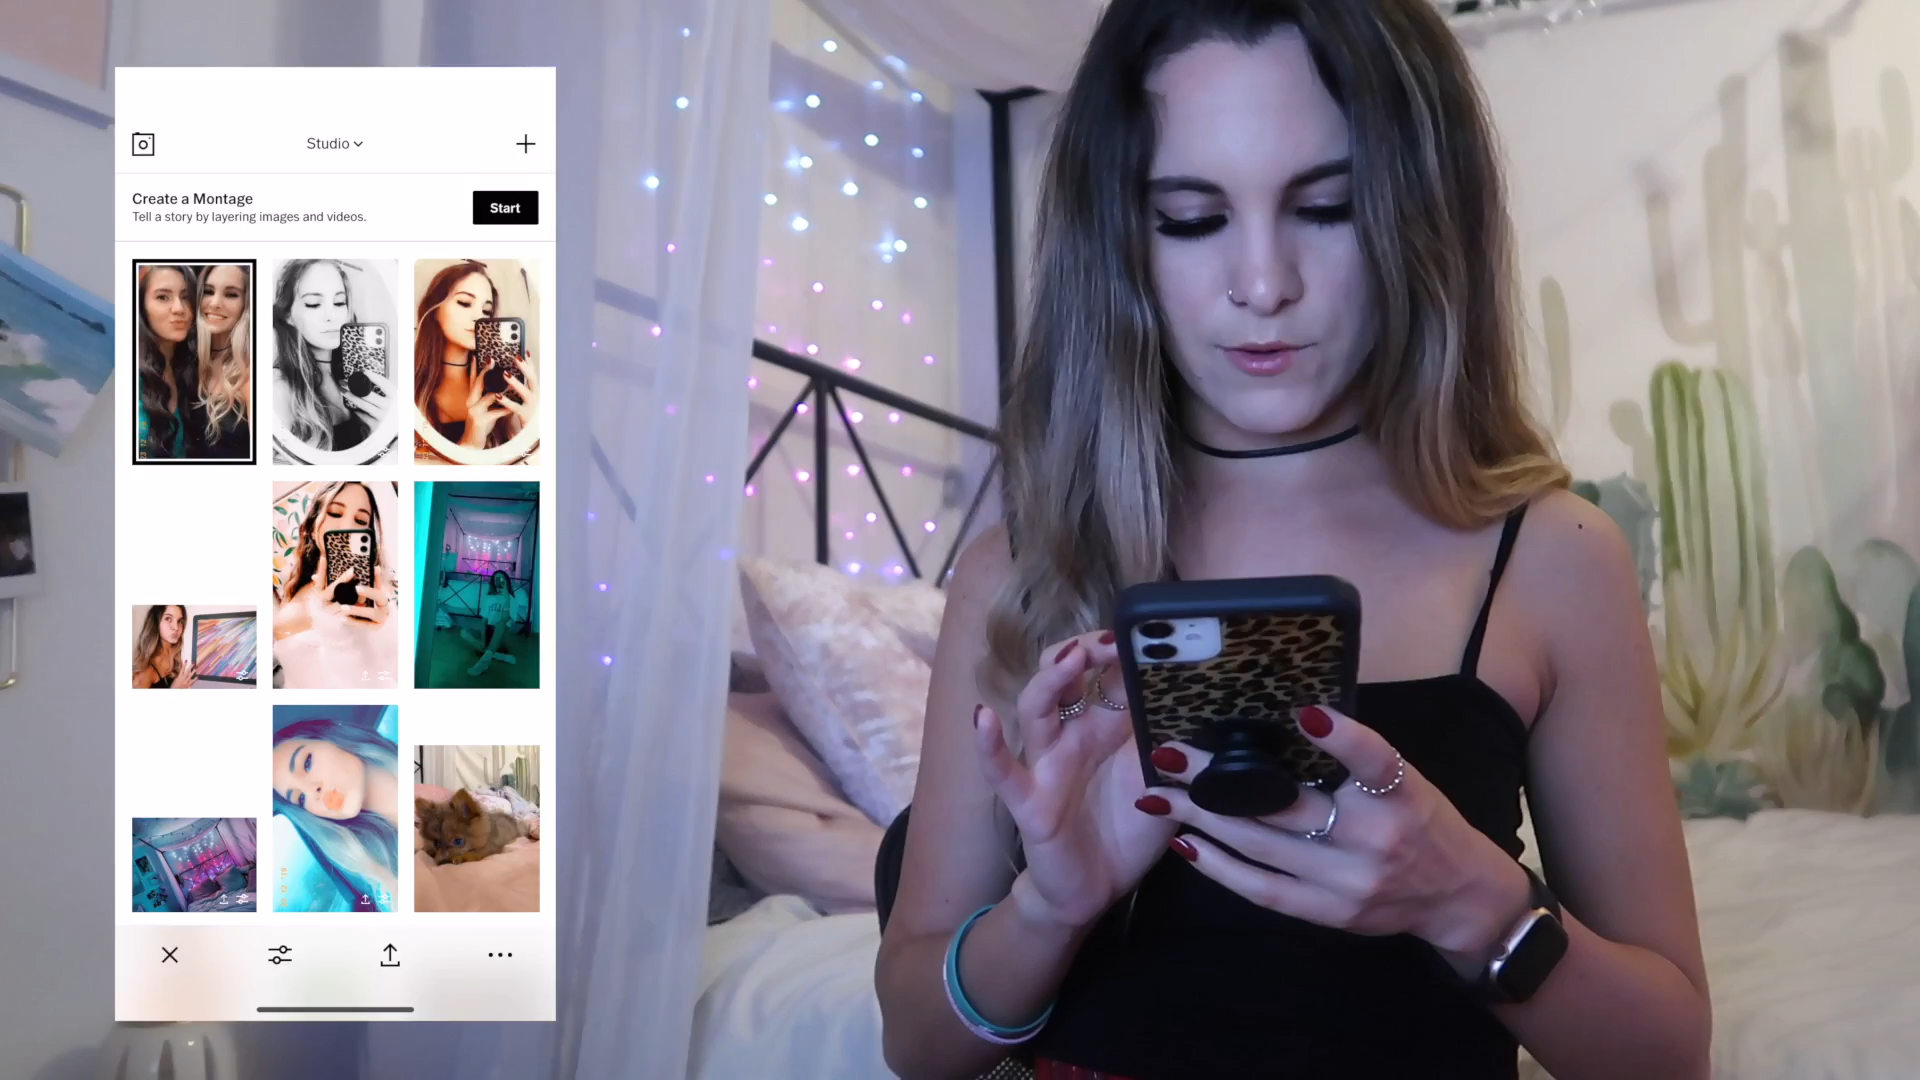 Studio
Create a Montage
Start
Tell a story by layering images and videos.